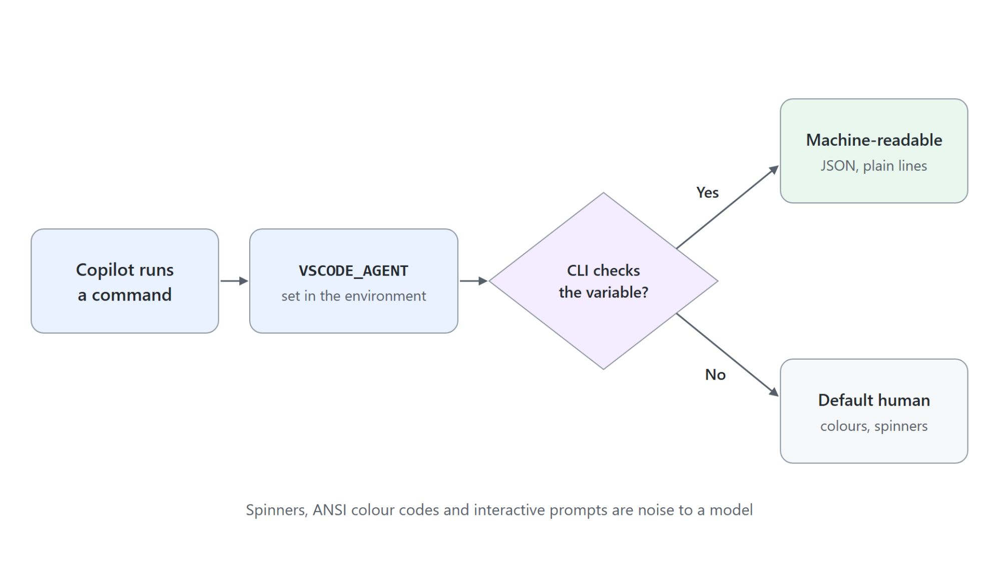 Copilot runs
a command
VSCODE_AGENT
set in the environment
CLI checks
the variable?
Yes
Machine-readable
JSON, plain lines
No
Default human
colours, spinners
Spinners, ANSI colour codes and interactive prompts are noise to a model